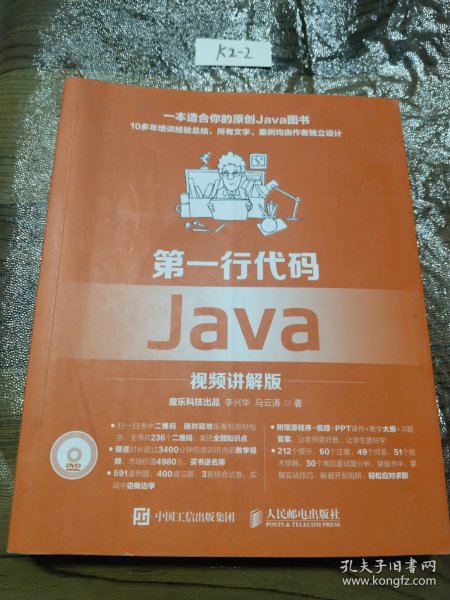 K2-2
一本适合你的原创Java图书
10多年培训经验总结，所有文字、案例均由作者独立设计
第一行代码
Java
视频讲解版
魔乐科技出品 李兴华 马云涛 ◇ 著
扫一扫书中二维码，随时随地跟着视频轻松
学，全书共236个二维码，囊括全部知识点
赠送时长超过3400分钟的培训班内部教学视
频，市场价值4980元，买书送名师
591道例题，400道习题，3套综合试卷，实
战中边做边学
附赠源程序+视频+PPT课件+教学大纲+习题
答案，让老师更好教，让学生更好学
212个提示，60个注意，49个问答，51个技
术穿越，30个常见面试题分析，穿链书中，掌
握实战技巧，躲避开发陷阱，轻松应对求职
DVD
中国工信出版集团
人民邮电出版社
POSTS & TELECOM PRESS
孔夫子旧书网
www.kongfz.com